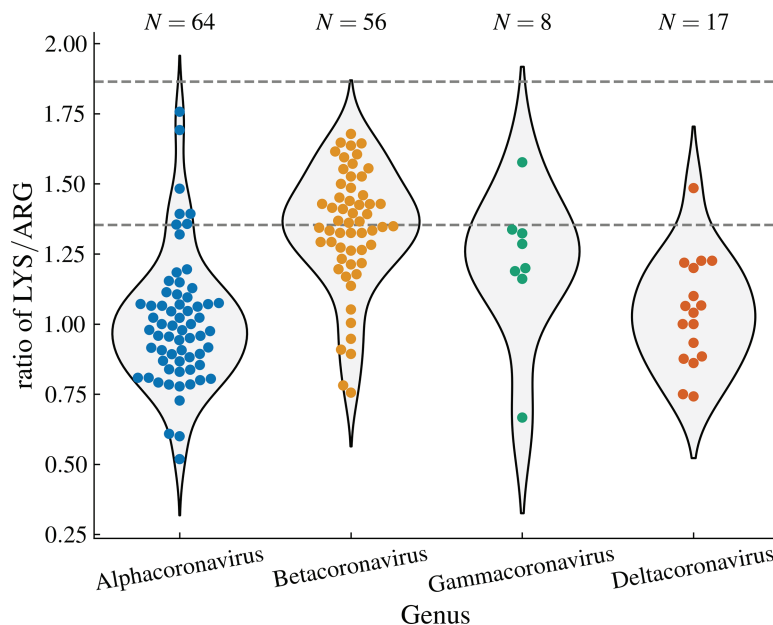 N = 64 N = 56 N = 8 N = 17
2.00
1.75
1.50
1.25
1.00
0.75
0.50
0.25
ratio of LYS/ARG
Alphacoronavirus Betacoronavirus Gammacoronavirus Deltacoronavirus
Genus